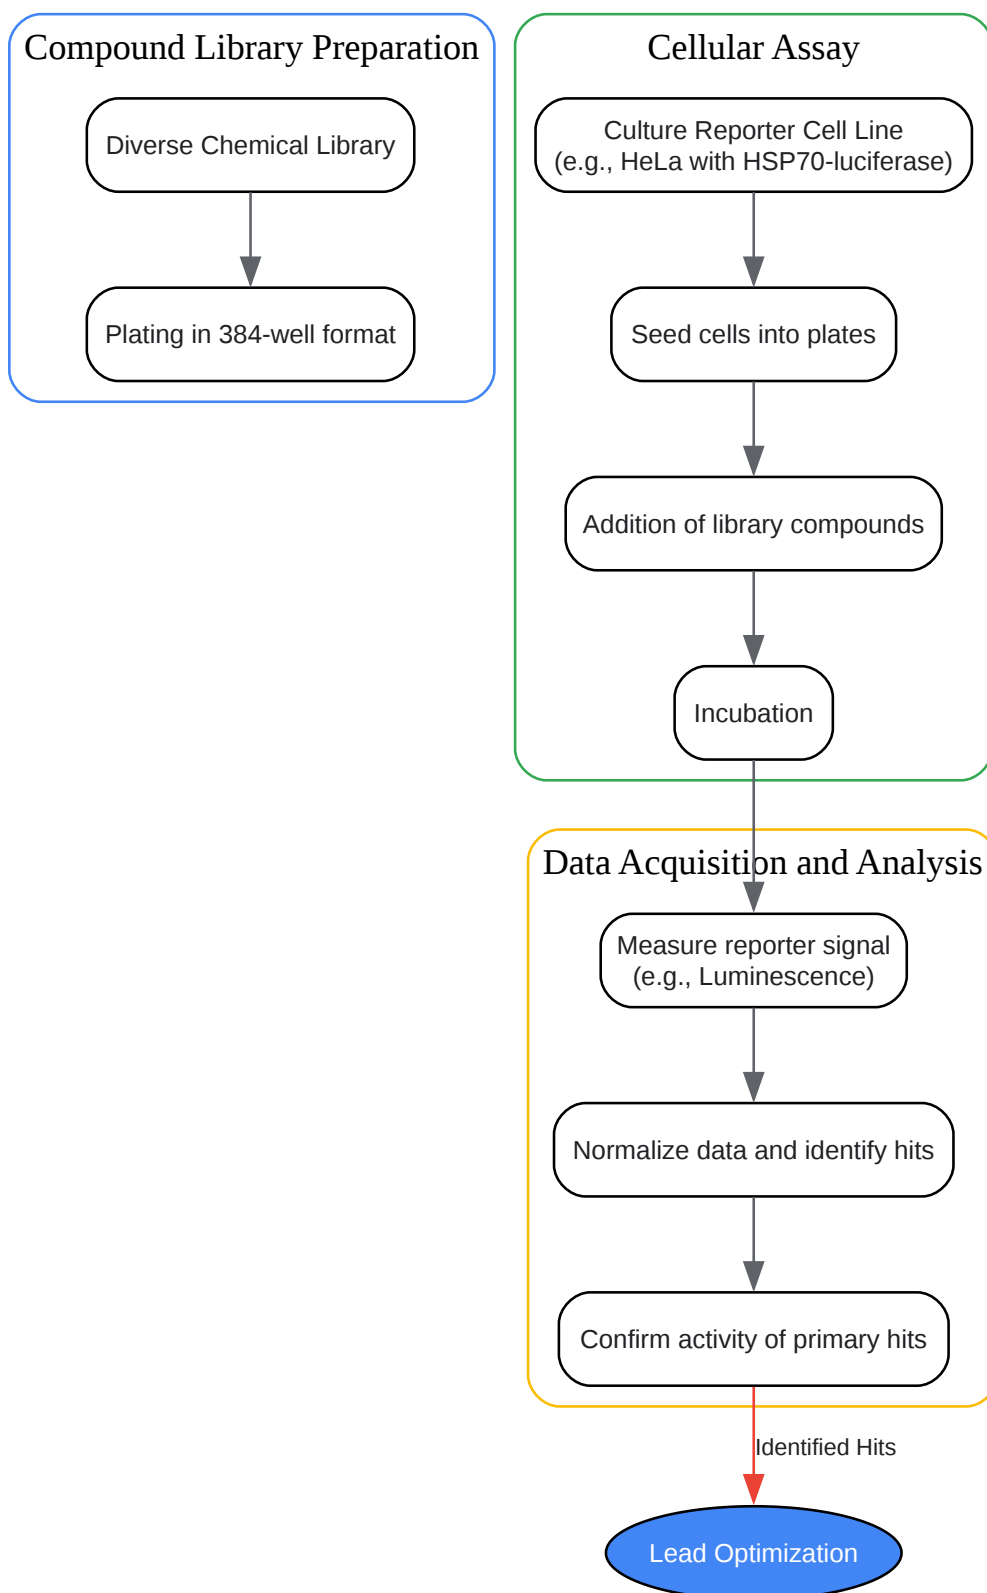 Compound Library Preparation
Diverse Chemical Library
Plating in 384-well format
Cellular Assay
Culture Reporter Cell Line
(e.g., HeLa with HSP70-luciferase)
Seed cells into plates
Addition of library compounds
Incubation
Data Acquisition and Analysis
Measure reporter signal
(e.g., Luminescence)
Normalize data and identify hits
Confirm activity of primary hits
Identified Hits
Lead Optimization